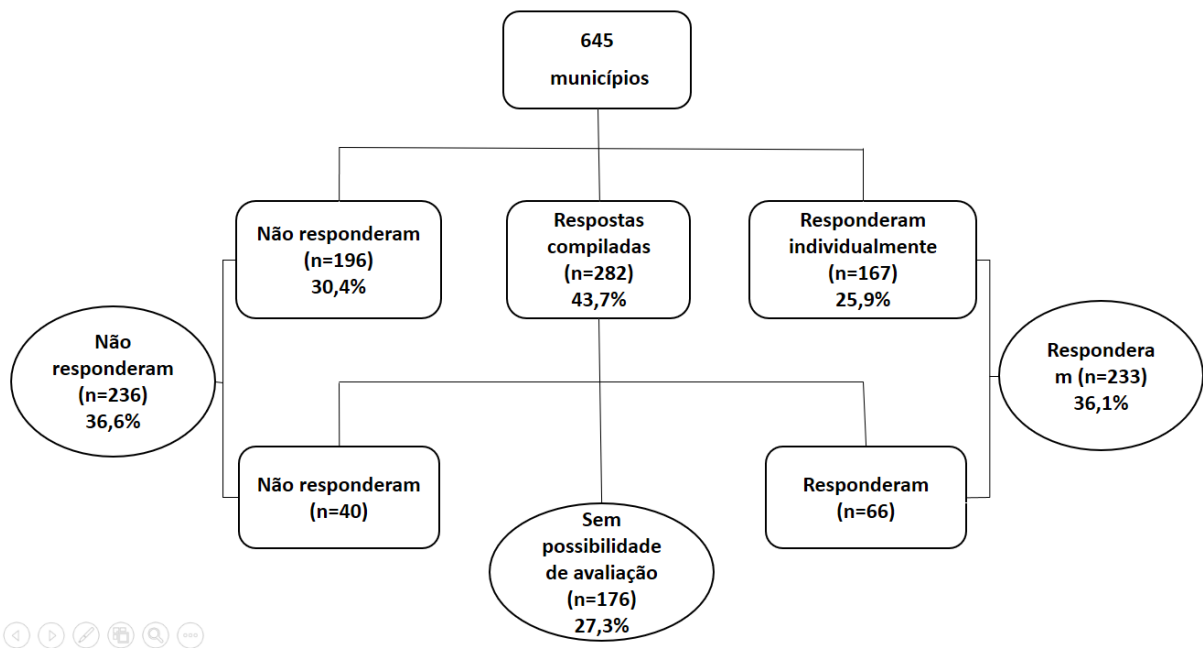 645
municípios
Não responderam
(n=196)
30,4%
Respostas
compiladas
(n=282)
43,7%
Responderam
individualmente
(n=167)
25,9%
Não
responderam
(n=236)
36,6%
Respondera
m (n=233)
36,1%
Não responderam
(n=40)
Sem
possibilidade
de avaliação
(n=176)
27,3%
Responderam
(n=66)